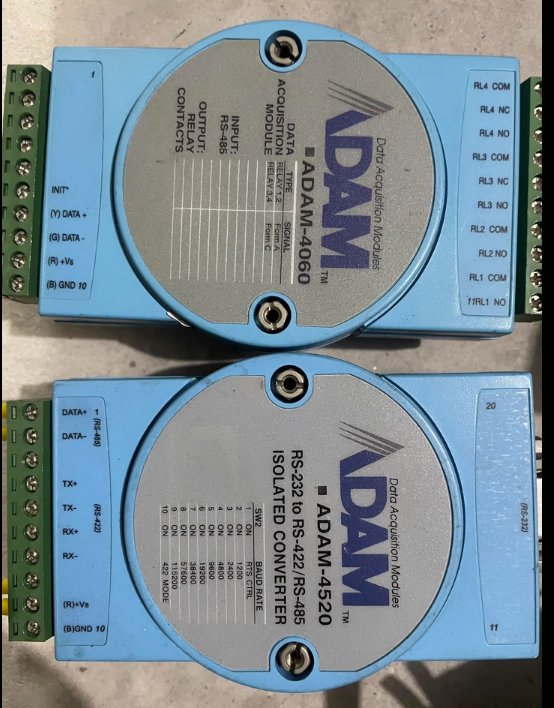 1
INIT*
(Y) DATA +
(G) DATA -
(R) +Vs
(B) GND 10
ADAM™
Data Acquisition Modules
■ ADAM-4060
DATA
ACQUISITION
MODULE
INPUT:
RS-485
OUTPUT:
RELAY
CONTACTS
TYPE SIGNAL
RELAY 1,2 Form A
RELAY 3,4 Form C
RL4 COM
RL4 NC
RL4 NO
RL3 COM
RL3 NC
RL3 NO
RL2 COM
RL2 NO
RL1 COM
11RL1 NO
DATA+ 1
(RS-485)
DATA-
TX+
TX-
(RS-422)
RX+
RX-
(R)+Vs
(B)GND 10
ADAM™
Data Acquisition Modules
■ ADAM-4520
RS-232 to RS-422/RS-485
ISOLATED CONVERTER
SW2 BAUD RATE
1 ON RTS CTRL
2 ON 1200
3 ON 2400
4 ON 4800
5 ON 9600
6 ON 19200
7 ON 38400
8 ON 57600
9 ON 115200
10 ON 422 MODE
20
(RS-232)
11